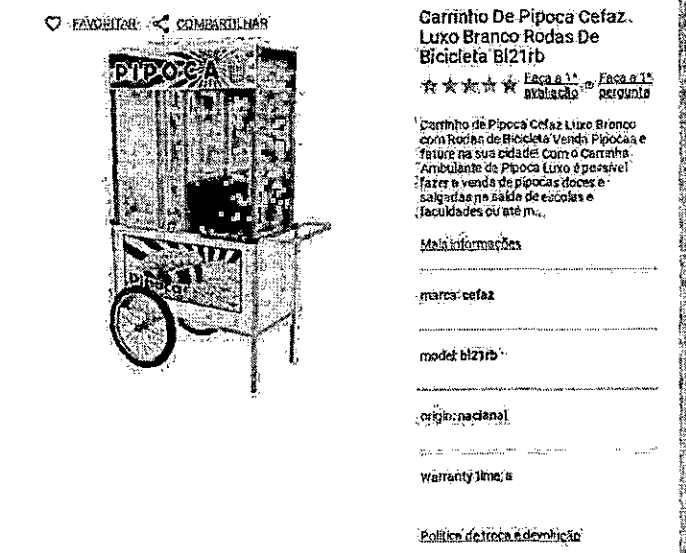 FAVORITAR COMPARTILHAR
PIPOCA
pipoca
Carrinho De Pipoca Cefaz
Luxo Branco Rodas De
Bicicleta Bl21rb
Faça a 1ª avaliação
Faça a 1ª pergunta
Carrinho de Pipoca Cefaz Luxo Branco
com Rodas de Bicicleta Venda Pipocas e
fature na sua cidade! Com o Carrinho
Ambulante de Pipoca Luxo é possível
fazer a venda de pipocas doces e
salgadas na saída de escolas e
faculdades ou até m...
Mais informações
marca: cefaz
model: bl21rb
origin: nacional
Warranty time: a
Política de troca e devolução